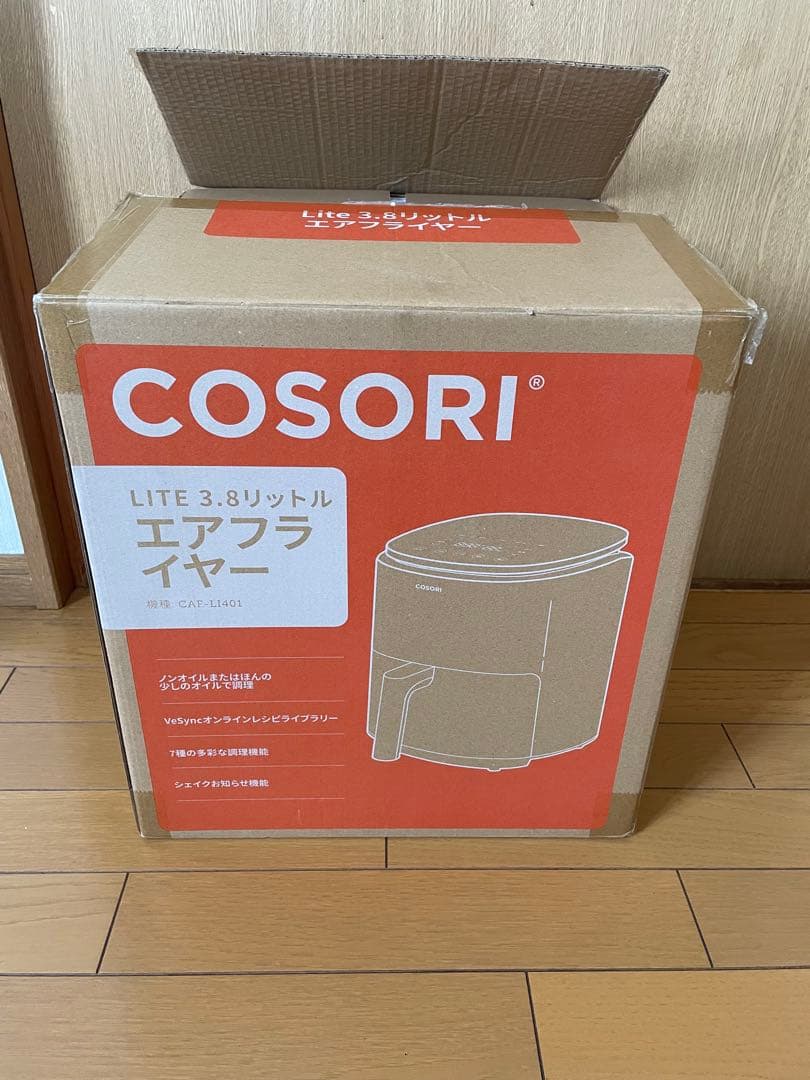 Lite 3.8リットル
エアフライヤー
COSORI®
LITE 3.8リットル
エアフラ
イヤー
機種: CAF-LI401
COSORI
ノンオイルまたはほんの
少しのオイルで調理
VeSyncオンラインレシピライブラリー
7種の多彩な調理機能
シェイクお知らせ機能